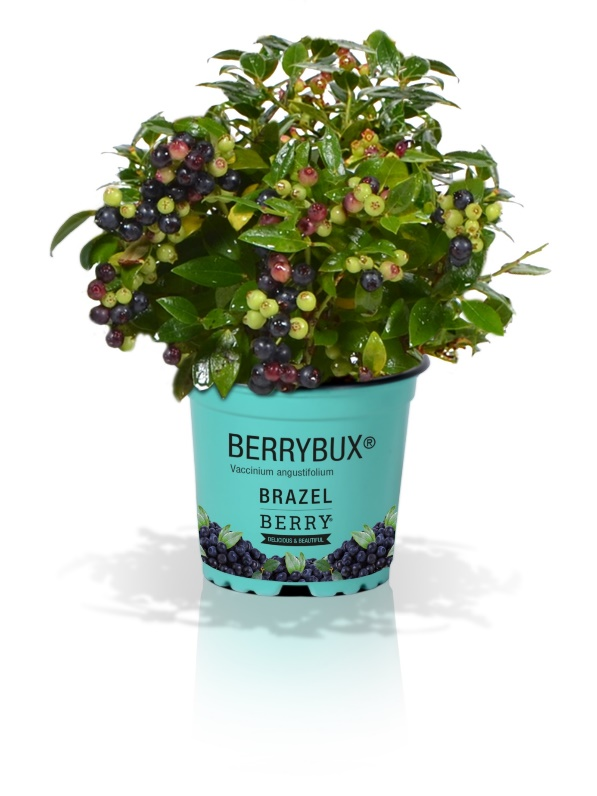 BERRYBUX®
Vaccinium angustifolium
BRAZEL
BERRY®
DELICIOUS & BEAUTIFUL